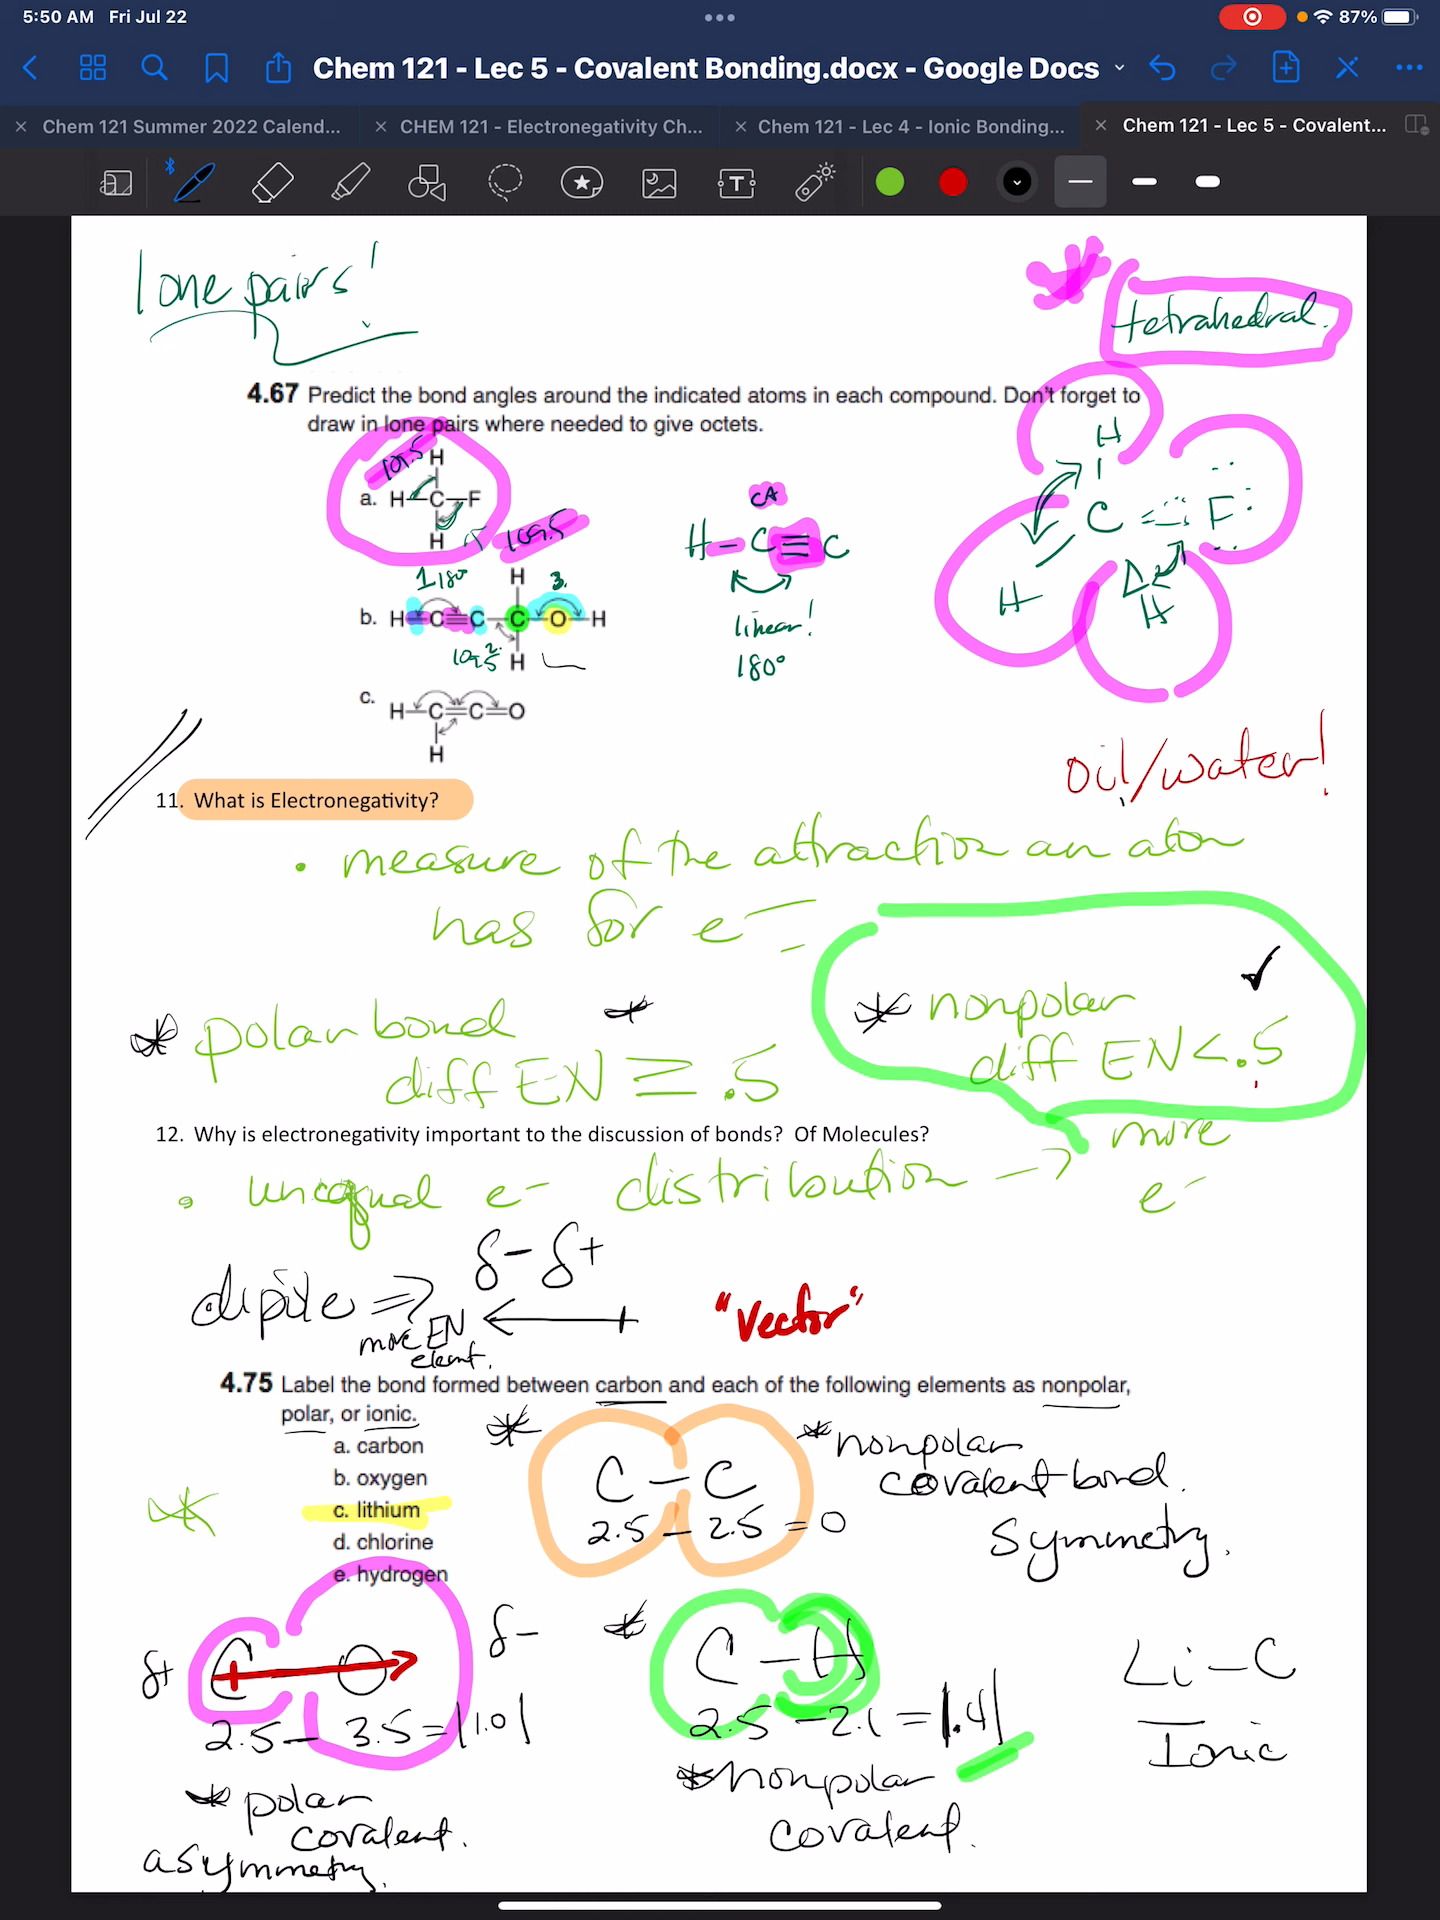 5:50 AM Fri Jul 22
87%
Chem 121 - Lec 5 - Covalent Bonding.docx - Google Docs
Chem 121 Summer 2022 Calend...
CHEM 121 - Electronegativity Ch...
Chem 121 - Lec 4 - Ionic Bonding...
Chem 121 - Lec 5 - Covalent...
lone pairs!
tetrahedral.
4.67 Predict the bond angles around the indicated atoms in each compound. Don't forget to
draw in lone pairs where needed to give octets.
109.5
H
a. H-C-F
H
109.5
CA
H-C≡C
linear!
180°
H
C - F
H
H
1 180°
H 3.
b. H-C≡C-C-O-H
109.5 2. H
c. H-C=C=O
H
oil/water!
11. What is Electronegativity?
• measure of the attraction an atom
has for e-
* polar bond *
diff EN ≥ .5
* nonpolar ✓
diff EN < .5
12. Why is electronegativity important to the discussion of bonds? Of Molecules?
• unequal e- distribution → more
e-
δ- δ+
dipole ⇒
more EN
elemt.
"Vector"
4.75 Label the bond formed between carbon and each of the following elements as nonpolar,
polar, or ionic.
a. carbon
b. oxygen
c. lithium
d. chlorine
e. hydrogen
* C - C
2.5 - 2.5 = 0
* nonpolar
covalent bond.
Symmetry.
δ+ C O δ-
2.5 - 3.5 = |1.0|
* polar
covalent.
asymmetry.
* C - H
2.5 - 2.1 = |.4|
* nonpolar
covalent.
Li - C
Ionic